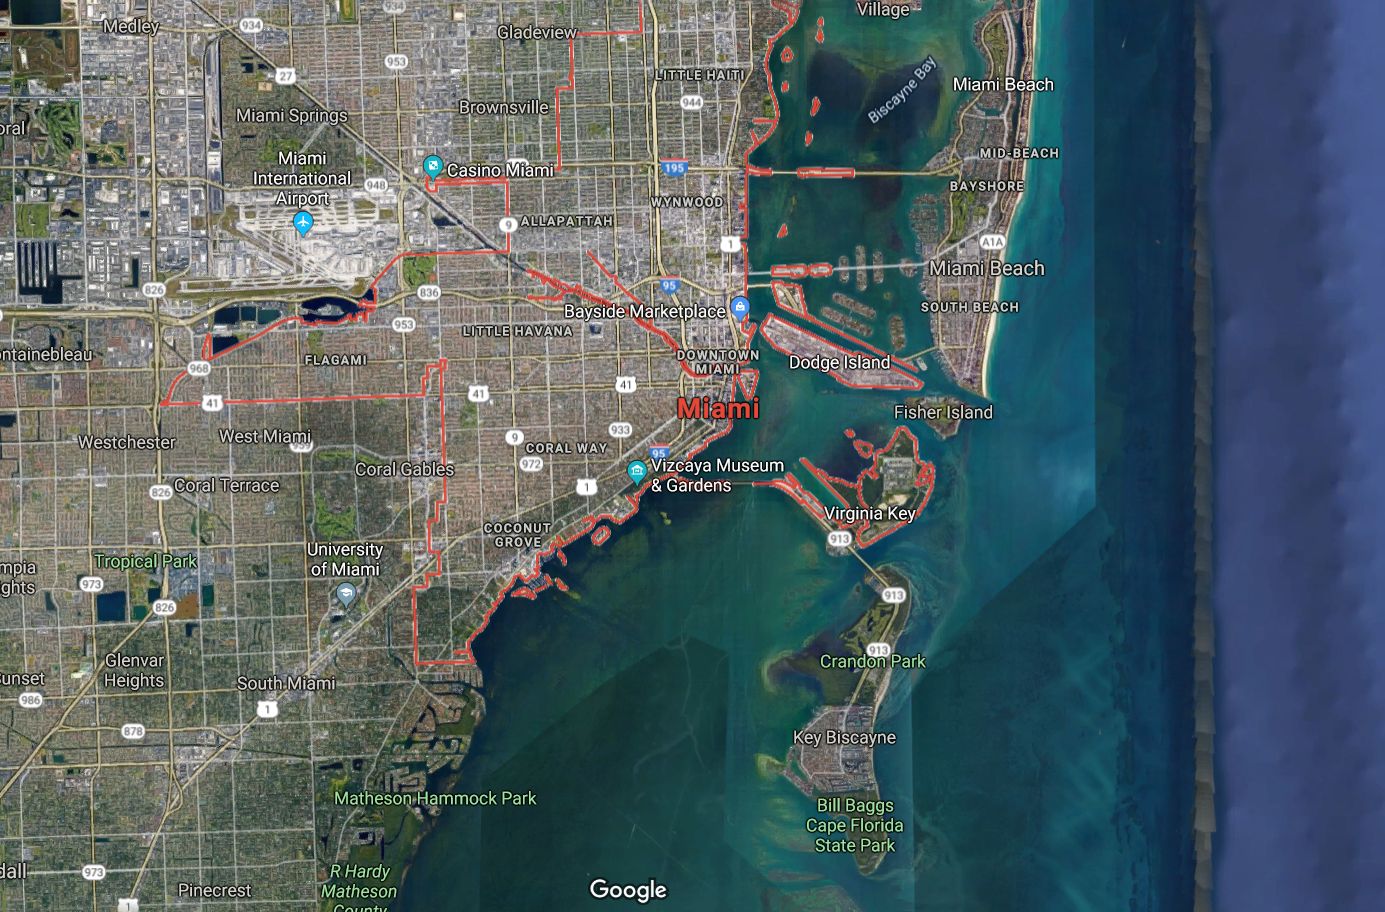 Village
Medley
934
934
Gladeview
953
27
LITTLE HAITI
944
Biscayne Bay
Miami Beach
Brownsville
Miami Springs
oral
MID-BEACH
Miami
International
Airport
Casino Miami
195
948
BAYSHORE
WYNWOOD
9
ALLAPATTAH
1
A1A
Miami Beach
826
836
95
SOUTH BEACH
Bayside Marketplace
953
LITTLE HAVANA
ontainebleau
FLAGAMI
968
DOWNTOWN
MIAMI
Dodge Island
41
41
41
Miami
Fisher Island
Westchester
West Miami
9
933
CORAL WAY
95
972
Coral Gables
Vizcaya Museum
& Gardens
826
Coral Terrace
1
Virginia Key
COCONUT
GROVE
913
University
of Miami
Tropical Park
mpia
ghts
973
826
913
913
Crandon Park
Glenvar
Heights
unset
South Miami
986
1
878
Key Biscayne
Matheson Hammock Park
Bill Baggs
Cape Florida
State Park
dall
973
R Hardy
Matheson
County
Pinecrest
1
Google